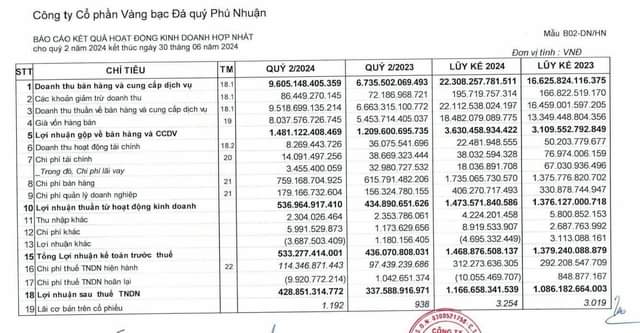 Công ty Cổ phần Vàng bạc Đá quý Phú Nhuận
BÁO CÁO KẾT QUẢ HOẠT ĐỘNG KINH DOANH HỢP NHẤT
Mẫu B02-DN/HN
cho quý 2 năm 2024 kết thúc ngày 30 tháng 06 năm 2024
Đơn vị tính : VNĐ
STT CHỈ TIÊU TM QUÝ 2/2024 QUÝ 2/2023 LŨY KẾ 2024 LŨY KẾ 2023
1 Doanh thu bán hàng và cung cấp dịch vụ 18.1 9.605.148.405.359 6.735.502.069.493 22.308.257.781.511 16.625.824.116.375
2 Các khoản giảm trừ doanh thu 18.1 86.449.270.145 72.186.968.721 195.719.757.314 166.822.519.170
3 Doanh thu thuần về bán hàng và cung cấp dịch vụ 18.1 9.518.699.135.214 6.663.315.100.772 22.112.538.024.197 16.459.001.597.205
4 Giá vốn hàng bán 19 8.037.576.726.745 5.453.714.405.037 18.482.079.089.775 13.349.448.804.356
5 Lợi nhuận gộp về bán hàng và CCDV 1.481.122.408.469 1.209.600.695.735 3.630.458.934.422 3.109.552.792.849
6 Doanh thu hoạt động tài chính 18.2 8.269.443.726 36.075.541.696 22.481.948.555 50.203.779.677
7 Chi phí tài chính 20 14.091.497.256 38.669.323.444 38.032.594.328 76.974.006.159
_Trong đó, Chi phí lãi vay 3.455.400.059 32.980.727.532 18.036.891.708 67.030.936.496
8 Chi phí bán hàng 21 759.168.704.925 615.791.482.206 1.735.065.730.570 1.375.776.820.702
9 Chi phí quản lý doanh nghiệp 21 179.166.732.604 156.324.780.155 406.270.717.493 330.878.744.947
10 Lợi nhuận thuần từ hoạt động kinh doanh 536.964.917.410 434.890.651.626 1.473.571.840.586 1.376.127.000.718
11 Thu nhập khác 2.304.026.464 2.353.786.061 4.224.201.458 5.800.852.153
12 Chi phí khác 5.991.529.873 1.173.629.656 8.919.533.907 2.687.763.992
13 Lợi nhuận khác (3.687.503.409) 1.180.156.405 (4.695.332.449) 3.113.088.161
15 Tổng Lợi nhuận kế toán trước thuế 533.277.414.001 436.070.808.031 1.468.876.508.137 1.379.240.088.879
16 Chi phí thuế TNDN hiện hành 22 114.346.871.443 97.439.239.686 312.273.636.305 292.208.547.709
17 Chi phí thuế TNDN hoãn lại (9.920.772.214) 1.042.651.374 (10.055.469.707) 848.877.167
18 Lợi nhuận sau thuế TNDN 428.851.314.772 337.588.916.971 1.166.658.341.539 1.086.182.664.003
19 Lãi cơ bản trên cổ phiếu 1.192 938 3.254 3.019